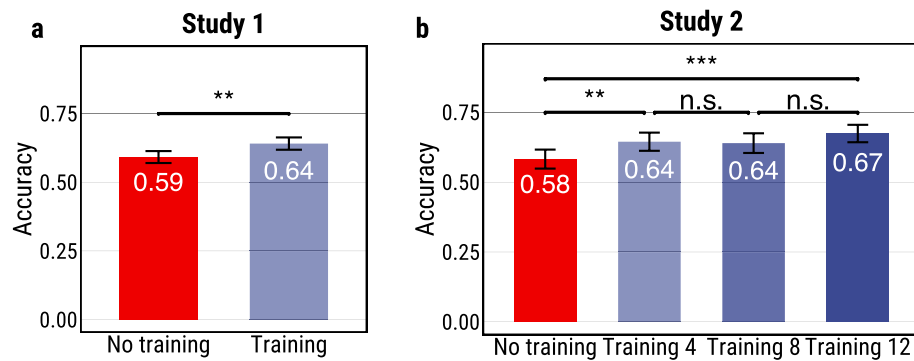 a
Study 1
Accuracy
0.75
0.50
0.25
0.00
**
0.59
0.64
No training
Training
b
Study 2
Accuracy
0.75
0.50
0.25
0.00
***
**
n.s.
n.s.
0.58
0.64
0.64
0.67
No training
Training 4
Training 8
Training 12